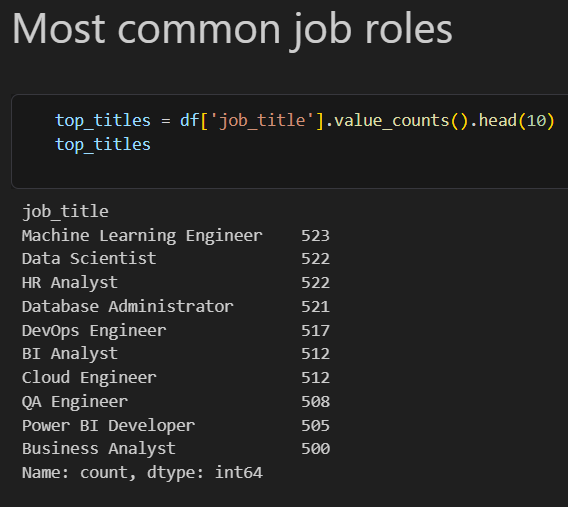 Most common job roles
top_titles = df['job_title'].value_counts().head(10)
top_titles
job_title
Machine Learning Engineer    523
Data Scientist               522
HR Analyst                   522
Database Administrator       521
DevOps Engineer              517
BI Analyst                   512
Cloud Engineer               512
QA Engineer                  508
Power BI Developer           505
Business Analyst             500
Name: count, dtype: int64